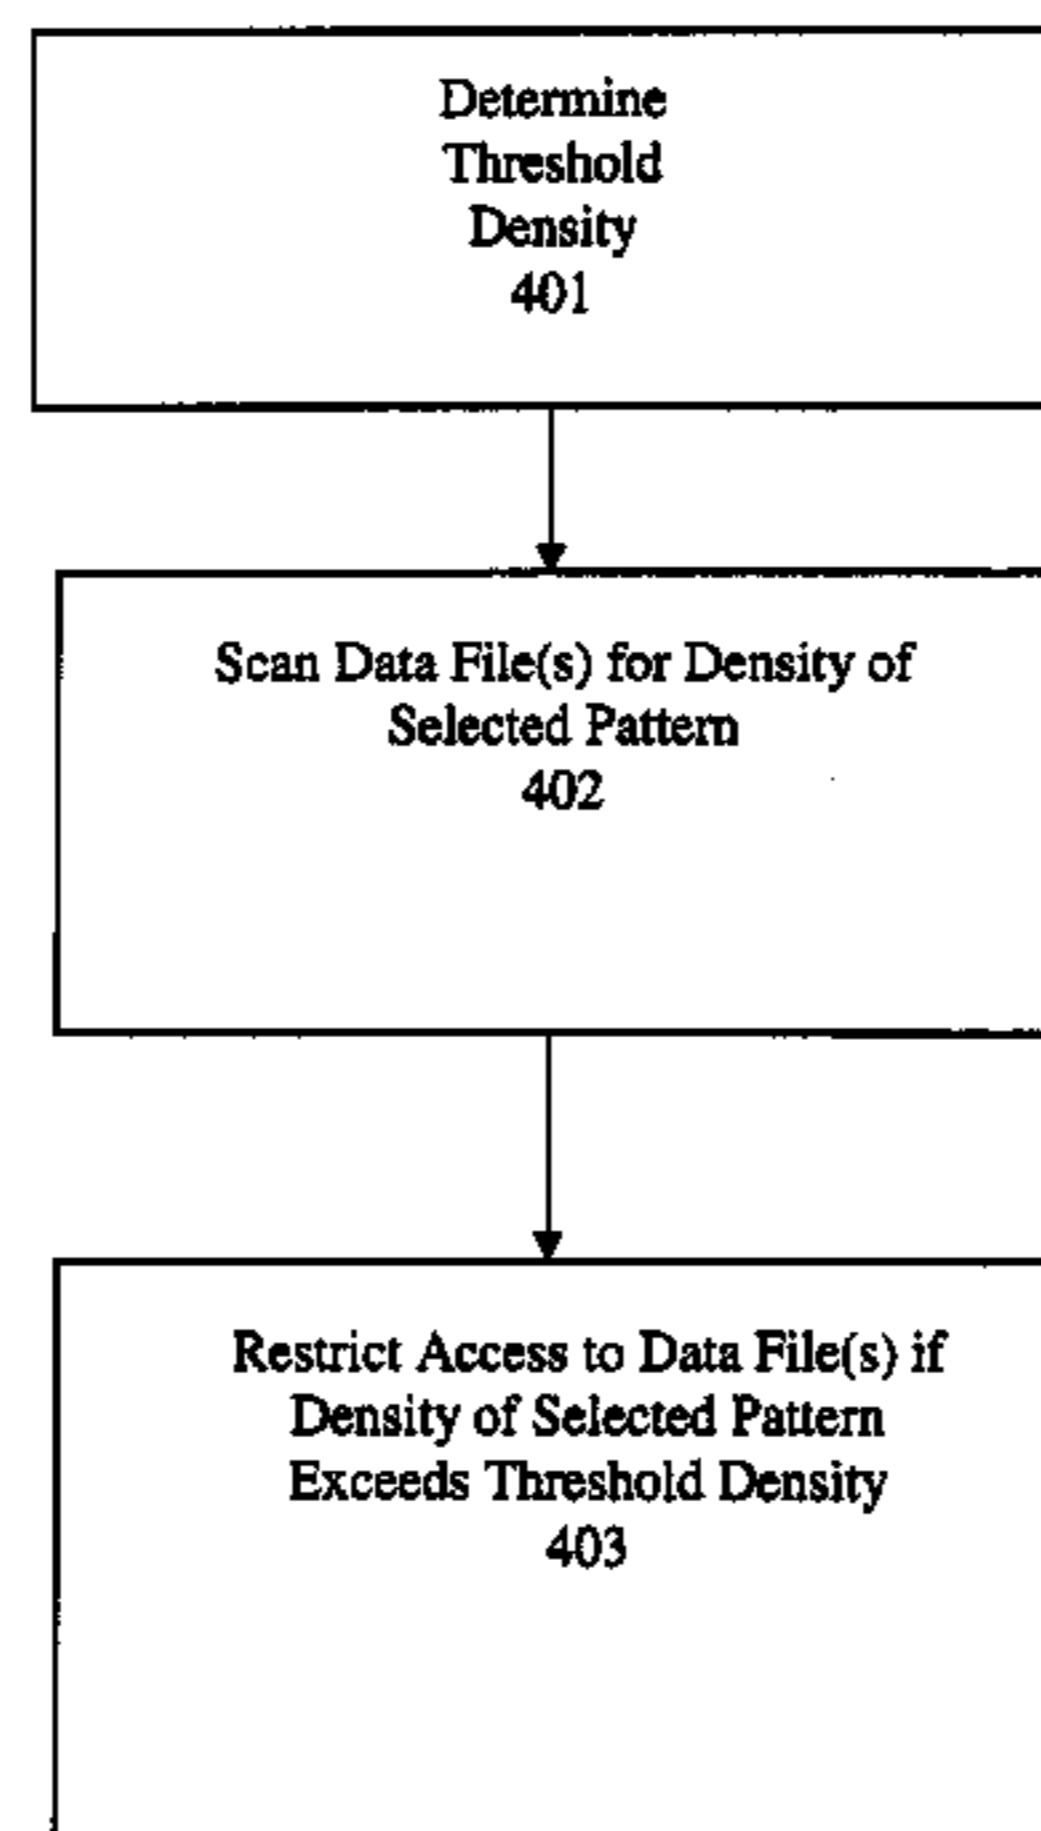 Determine
Threshold
Density
401
Scan Data File(s) for Density of
Selected Pattern
402
Restrict Access to Data File(s) if
Density of Selected Pattern
Exceeds Threshold Density
403